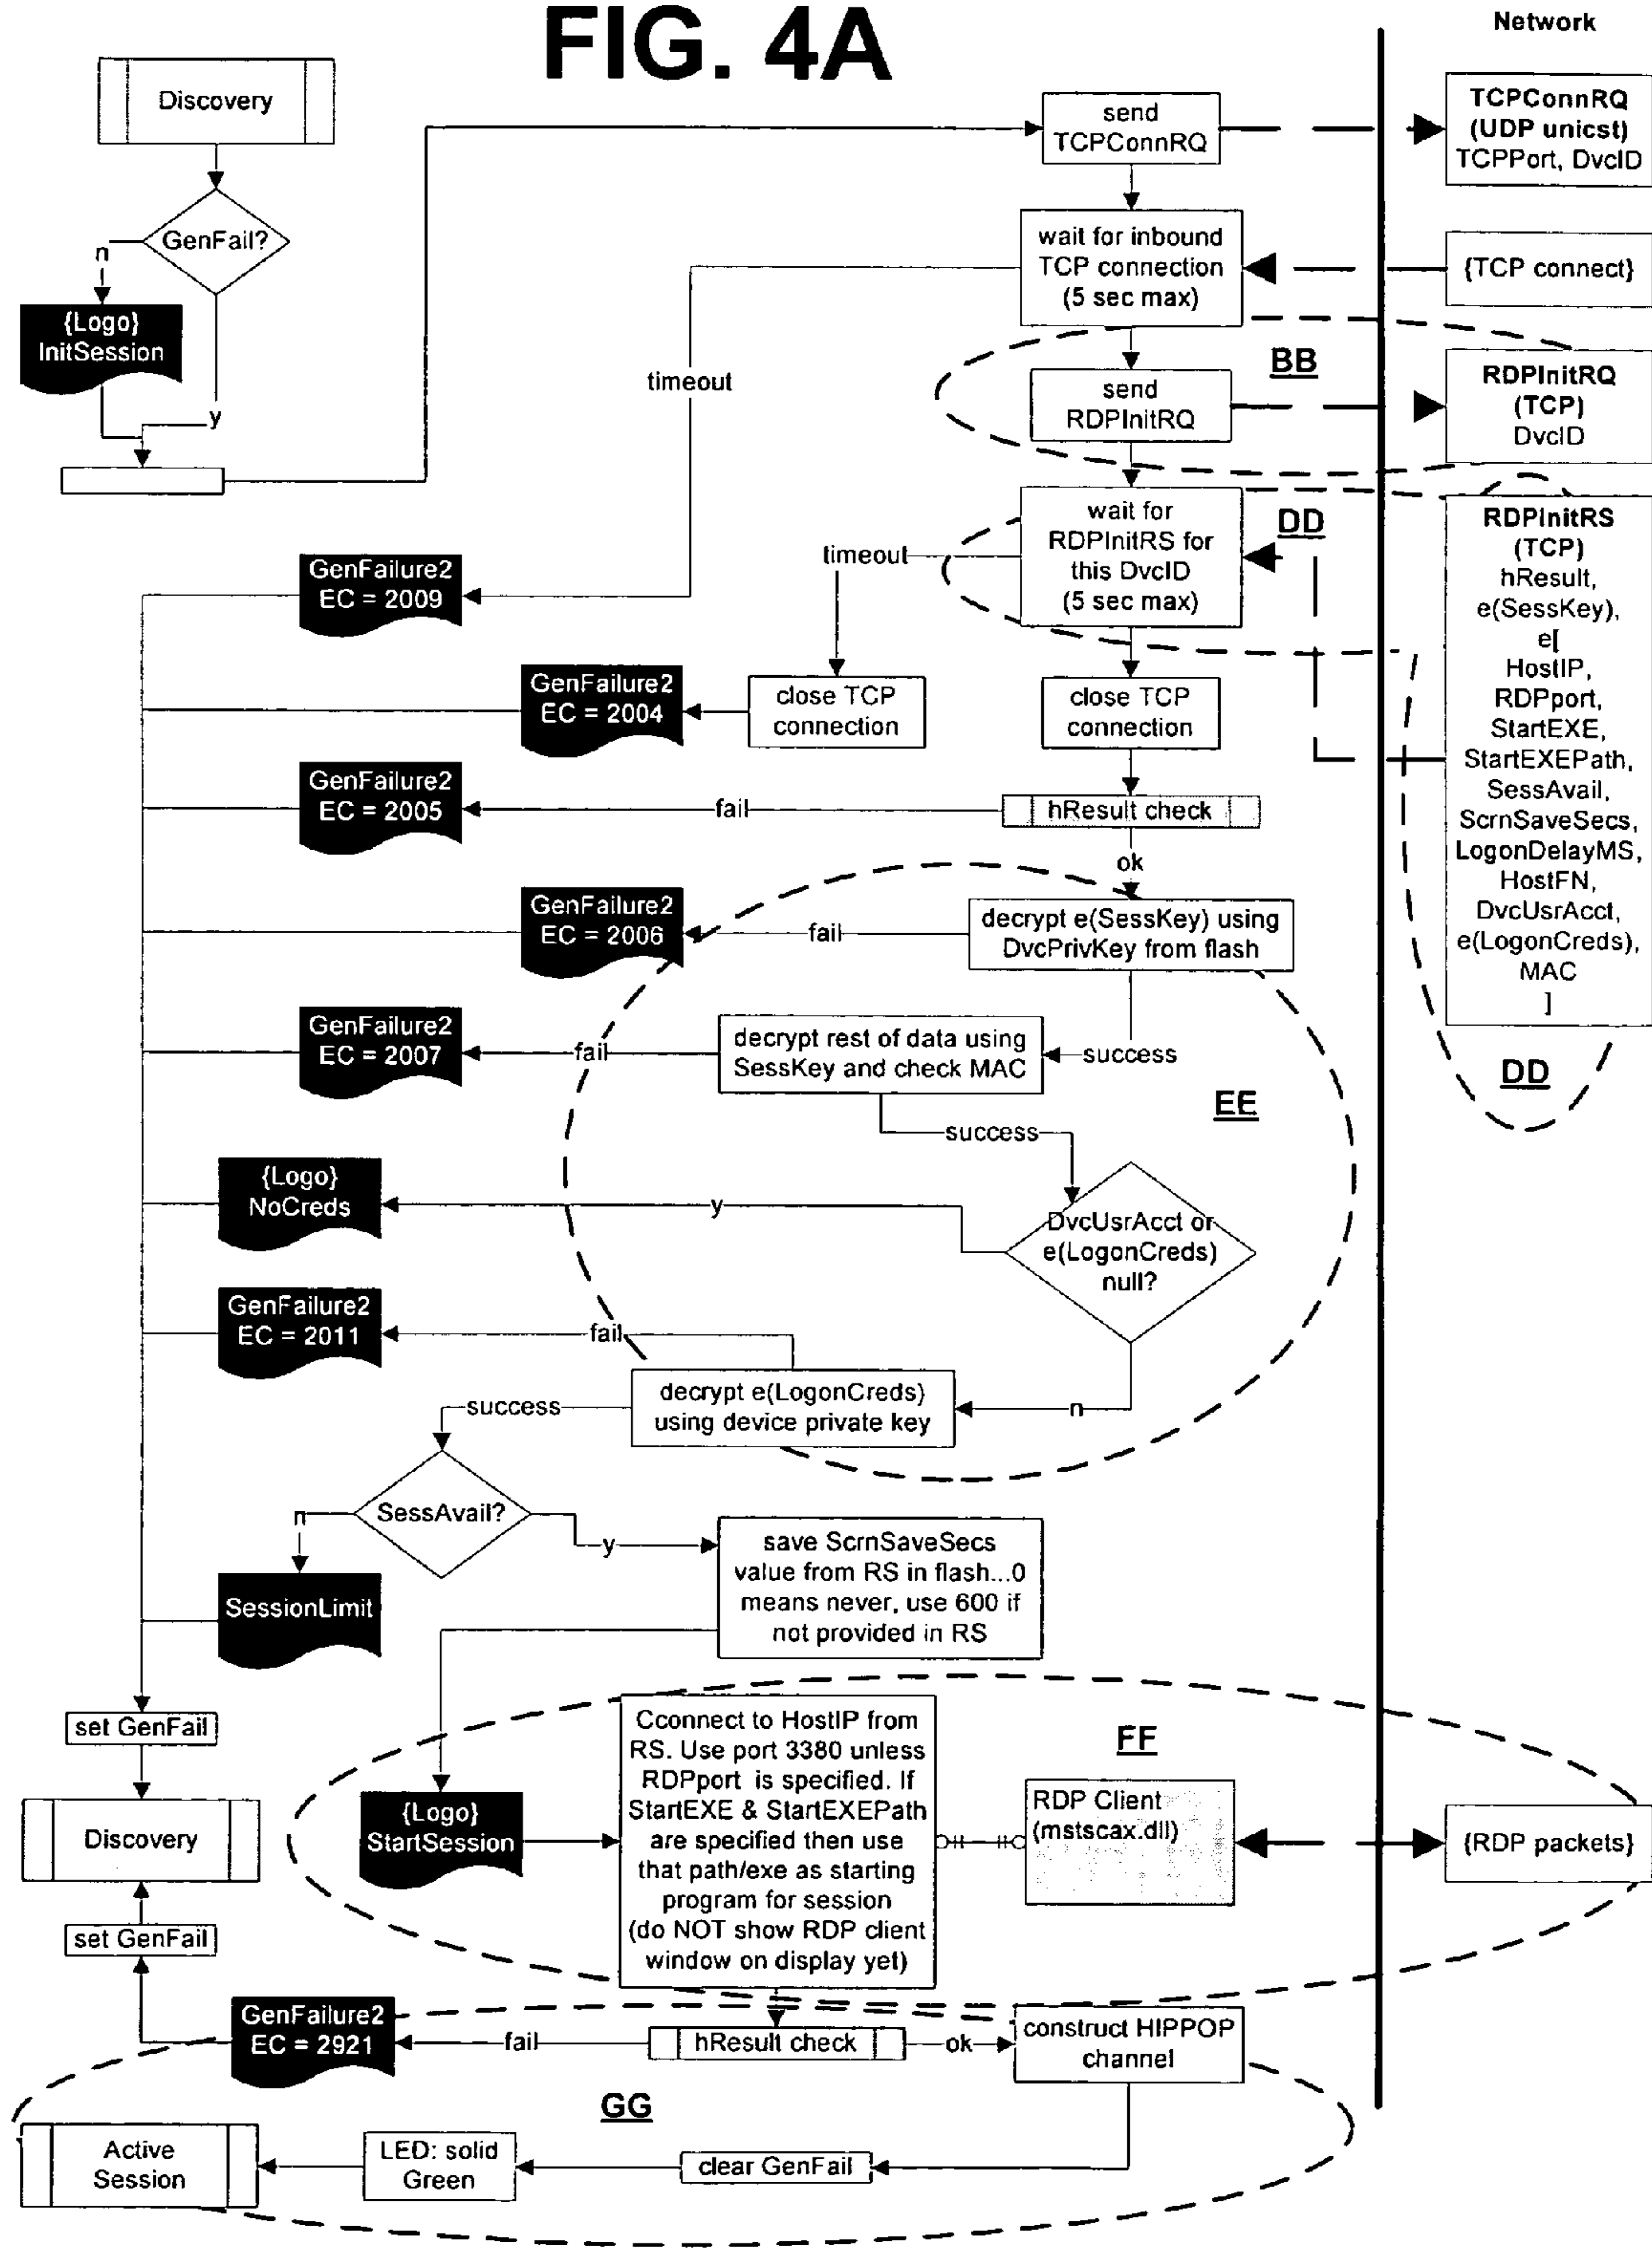 FIG. 4A
Network
Discovery
GenFail?
n
{Logo}
InitSession
y
send
TCPConnRQ
TCPConnRQ
(UDP unicst)
TCPPort, DvcID
wait for inbound
TCP connection
(5 sec max)
{TCP connect}
timeout
BB
send
RDPInitRQ
RDPInitRQ
(TCP)
DvcID
wait for
RDPInitRS for
this DvcID
(5 sec max)
DD
timeout
RDPInitRS
(TCP)
hResult,
e(SessKey),
e[
HostIP,
RDPport,
StartEXE,
StartEXEPath,
SessAvail,
ScrnSaveSecs,
LogonDelayMS,
HostFN,
DvcUsrAcct,
e(LogonCreds),
MAC
]
DD
GenFailure2
EC = 2009
GenFailure2
EC = 2004
close TCP
connection
close TCP
connection
GenFailure2
EC = 2005
fail
hResult check
ok
GenFailure2
EC = 2006
fail
decrypt e(SessKey) using
DvcPrivKey from flash
GenFailure2
EC = 2007
fail
decrypt rest of data using
SessKey and check MAC
success
EE
success
{Logo}
NoCreds
y
DvcUsrAcct or
e(LogonCreds)
null?
GenFailure2
EC = 2011
fail
decrypt e(LogonCreds)
using device private key
n
success
SessAvail?
n
y
save ScrnSaveSecs
value from RS in flash...0
means never, use 600 if
not provided in RS
SessionLimit
set GenFail
Discovery
set GenFail
{Logo}
StartSession
Cconnect to HostIP from
RS. Use port 3380 unless
RDPport is specified. If
StartEXE & StartEXEPath
are specified then use
that path/exe as starting
program for session
(do NOT show RDP client
window on display yet)
FF
RDP Client
(mstscax.dll)
{RDP packets}
GenFailure2
EC = 2921
fail
hResult check
ok
construct HIPPOP
channel
GG
Active
Session
LED: solid
Green
clear GenFail